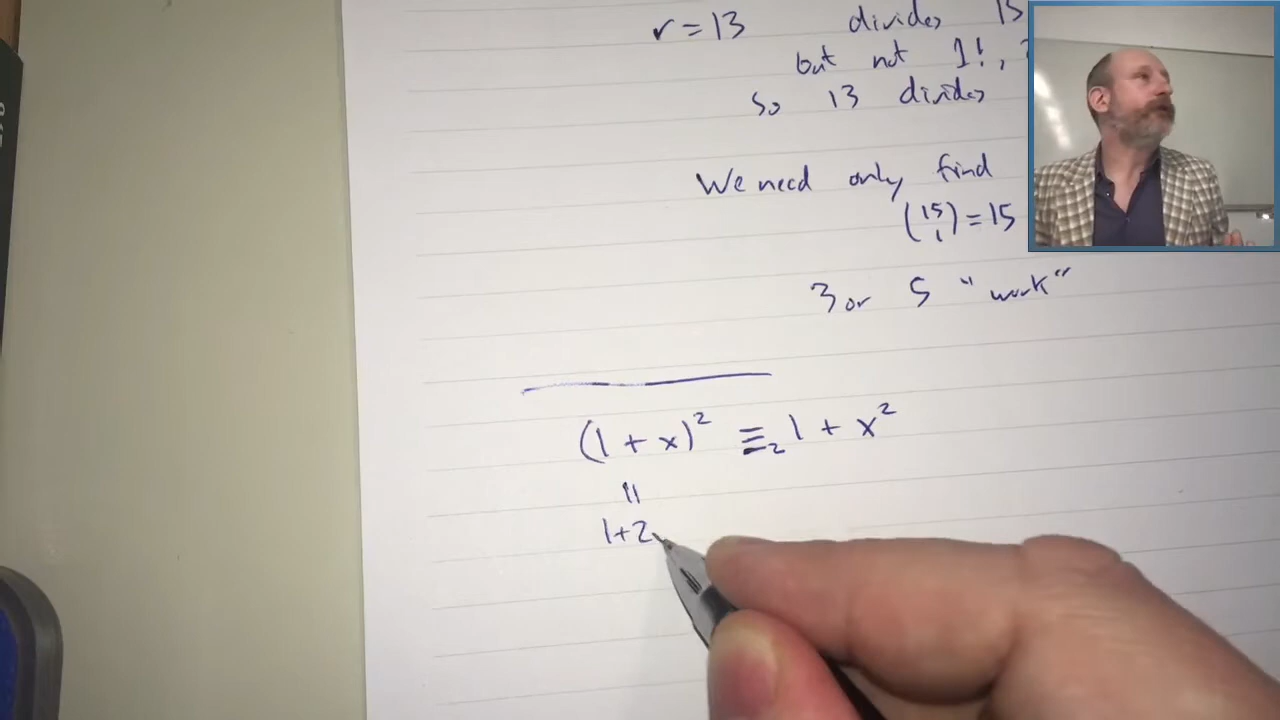 r = 13 divides 15
but not 1!,
so 13 divides
We need only find
(15 1) = 15
3 or 5 "work"
(1 + x)² ≡₂ 1 + x²
=
1+2